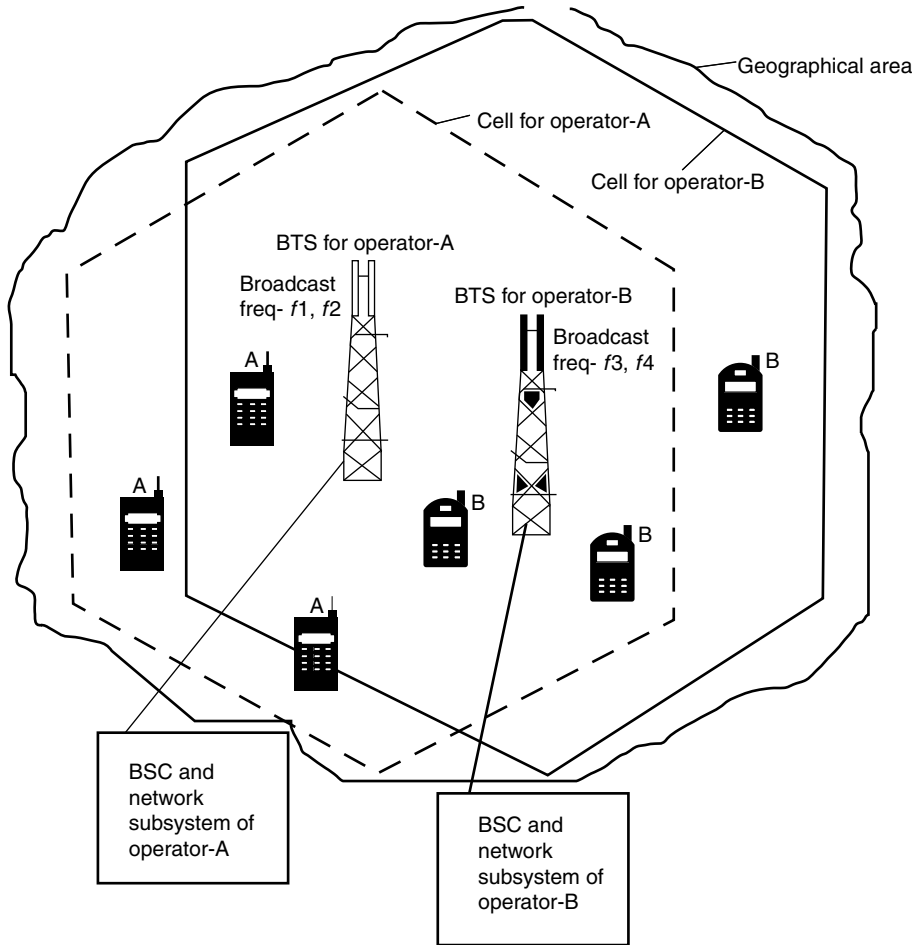 Geographical area
Cell for operator-A
Cell for operator-B
BTS for operator-A
Broadcast
freq- f1, f2
BTS for operator-B
Broadcast
freq- f3, f4
A
B
A
B
B
A
BSC and
network
subsystem of
operator-A
BSC and
network
subsystem of
operator-B